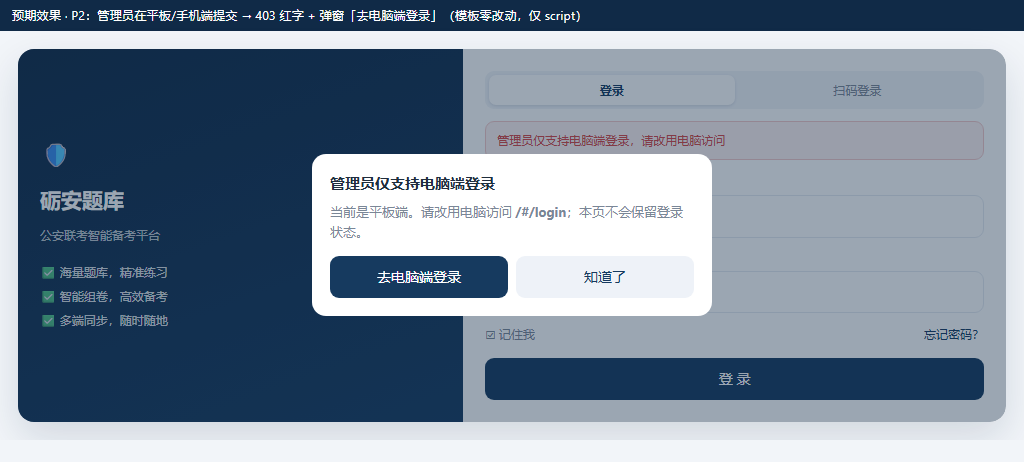 预期效果 · P2：管理员在平板/手机端提交 → 403 红字 + 弹窗「去电脑端登录」（模板零改动，仅 script）
砺安题库
公安联考智能备考平台
海量题库，精准练习
智能组卷，高效备考
多端同步，随时随地
登录
扫码登录
管理员仅支持电脑端登录，请改用电脑访问
管理员仅支持电脑端登录
当前是平板端。请改用电脑访问 /#/login；本页不会保留登录
状态。
去电脑端登录
知道了
记住我
忘记密码？
登 录